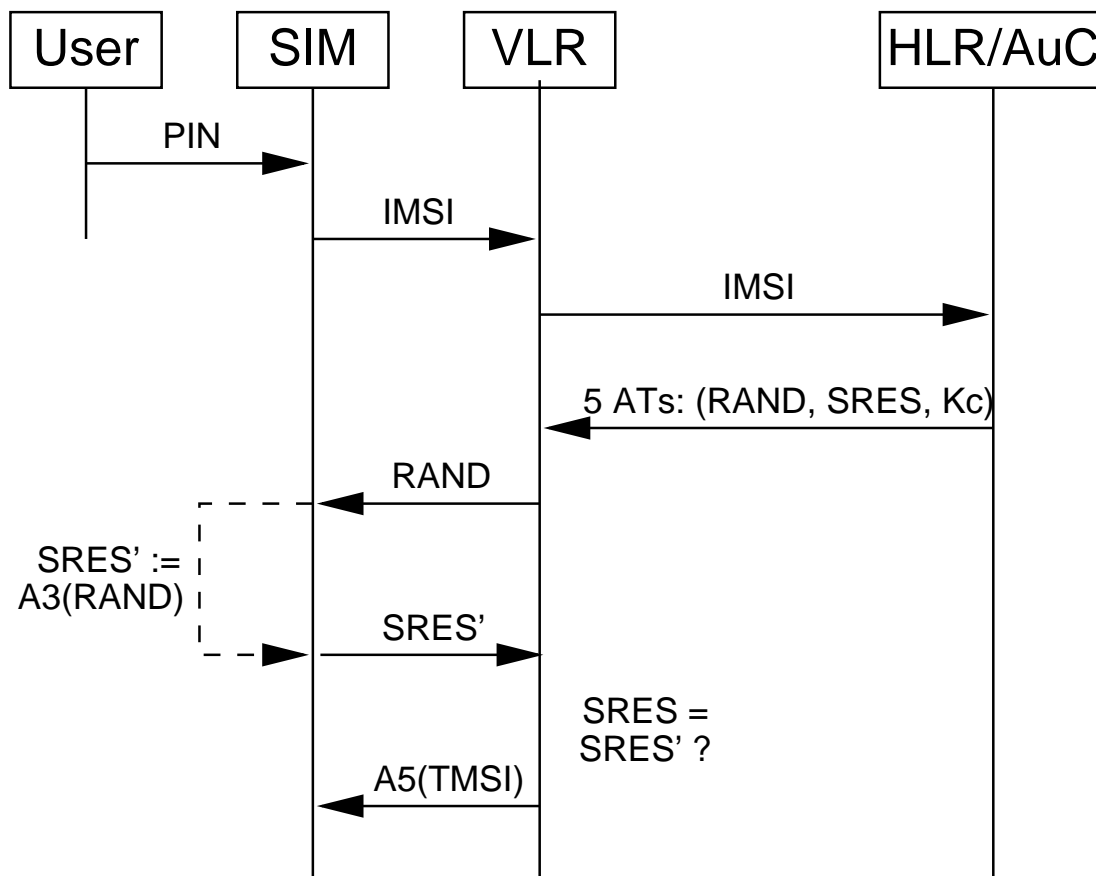 User
SIM
VLR
HLR/AuC
PIN
IMSI
IMSI
5 ATs: (RAND, SRES, Kc)
RAND
SRES’ :=
A3(RAND)
SRES’
SRES =
SRES’ ?
A5(TMSI)